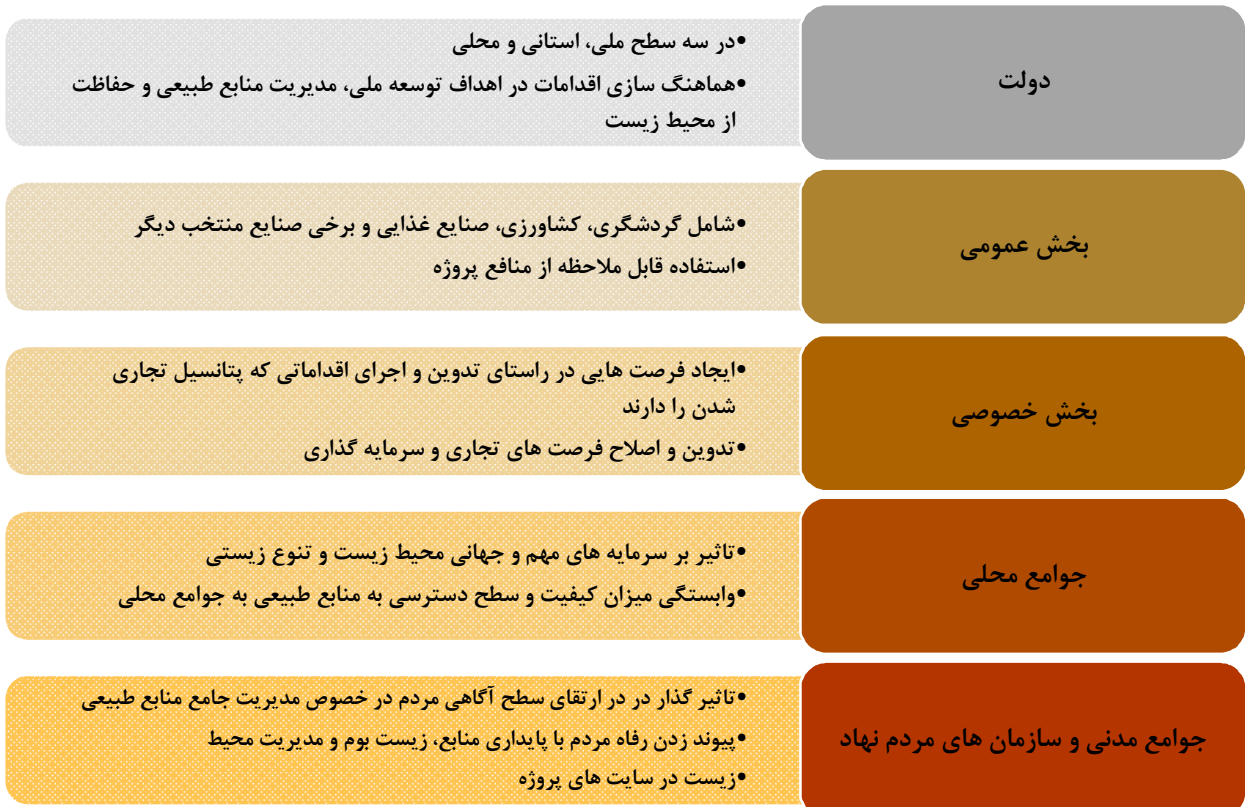 دولت
•در سه سطح ملی، استانی و محلی
•هماهنگ سازی اقدامات در اهداف توسعه ملی، مدیریت منابع طبیعی و حفاظت
از محیط زیست
بخش عمومی
•شامل گردشگری، کشاورزی، صنایع غذایی و برخی صنایع منتخب دیگر
•استفاده قابل ملاحظه از منافع پروژه
بخش خصوصی
•ایجاد فرصت هایی در راستای تدوین و اجرای اقداماتی که پتانسیل تجاری
شدن را دارند
•تدوین و اصلاح فرصت های تجاری و سرمایه گذاری
جوامع محلی
•تاثیر بر سرمایه های مهم و جهانی محیط زیست و تنوع زیستی
•وابستگی میزان کیفیت و سطح دسترسی به منابع طبیعی به جوامع محلی
جوامع مدنی و سازمان های مردم نهاد
•تاثیر گذار در در ارتقای سطح آگاهی مردم در خصوص مدیریت جامع منابع طبیعی
•پیوند زدن رفاه مردم با پایداری منابع، زیست بوم و مدیریت محیط
•زیست در سایت های پروژه